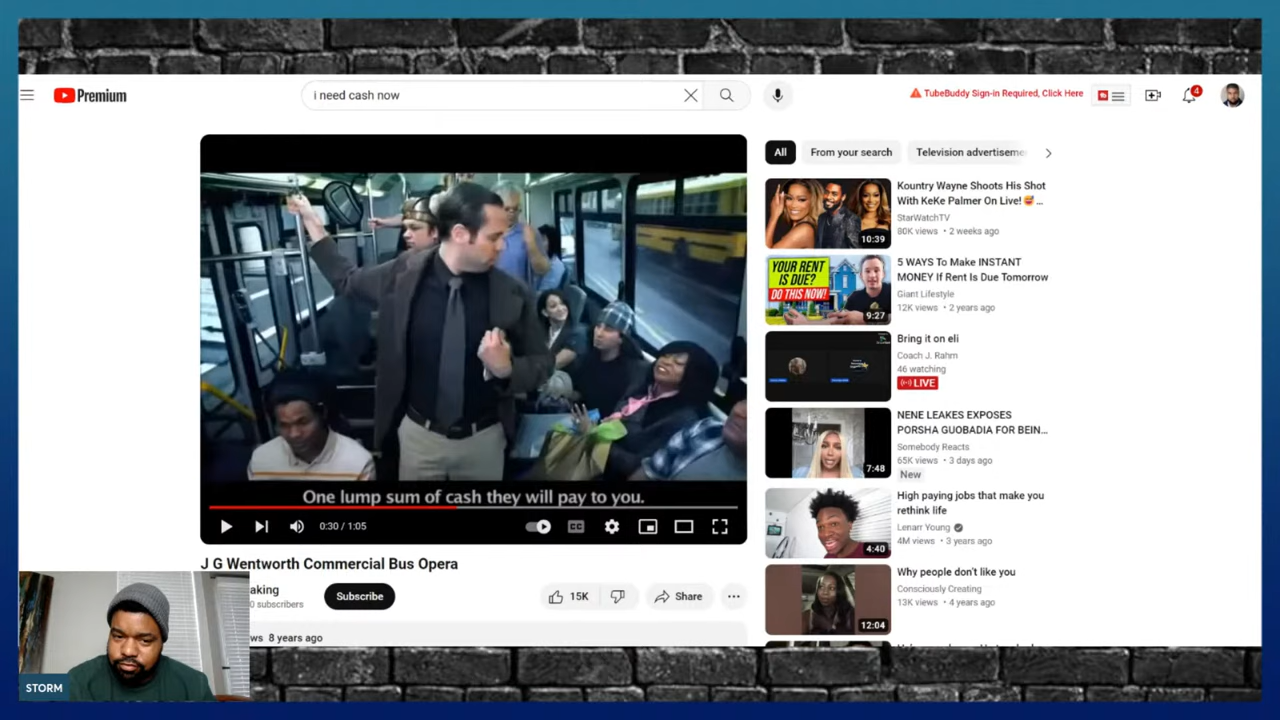 Premium
i need cash now
TubeBuddy Sign-in Required, Click Here
4
All
From your search
Television advertiseme
One lump sum of cash they will pay to you.
0:30 / 1:05
CC
J G Wentworth Commercial Bus Opera
aking
0 subscribers
Subscribe
15K
Share
ws 8 years ago
STORM
10:39
Kountry Wayne Shoots His Shot
With KeKe Palmer On Live! 😅 ...
StarWatchTV
80K views • 2 weeks ago
YOUR RENT
IS DUE?
DO THIS NOW!
9:27
5 WAYS To Make INSTANT
MONEY If Rent Is Due Tomorrow
Giant Lifestyle
12K views • 2 years ago
Bring it on eli
Coach J. Rahm
46 watching
LIVE
7:48
NENE LEAKES EXPOSES
PORSHA GUOBADIA FOR BEIN...
Somebody Reacts
65K views • 3 days ago
New
4:40
High paying jobs that make you
rethink life
Lenarr Young
4M views • 3 years ago
12:04
Why people don't like you
Consciously Creating
13K views • 4 years ago